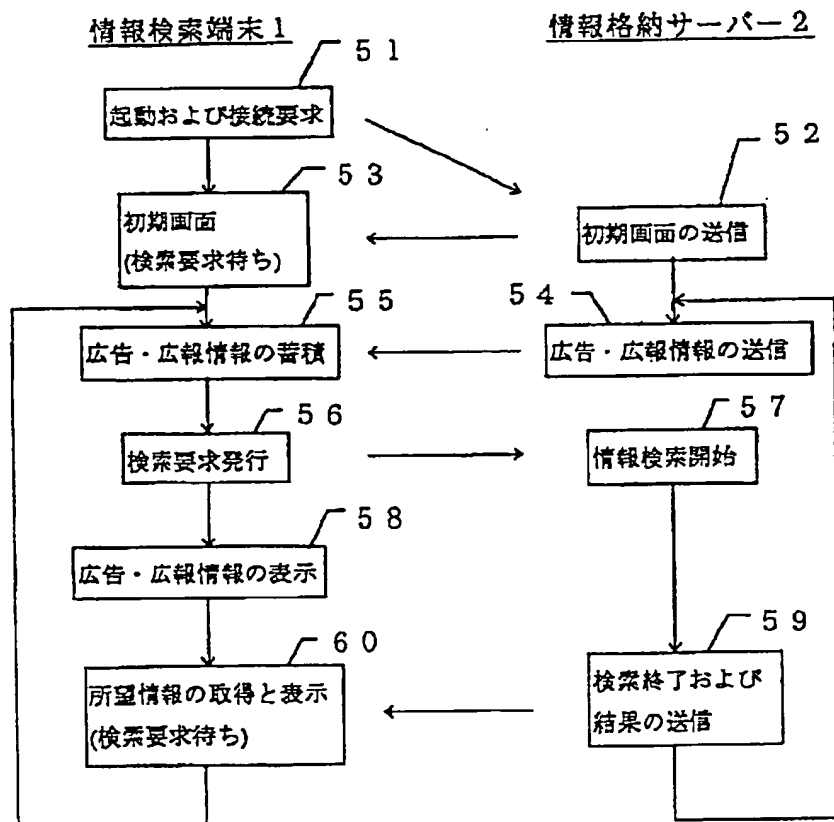 情報検索端末1
情報格納サーバー2
51
起動および接続要求
52
53
初期画面
(検索要求待ち)
初期画面の送信
54
55
広告・広報情報の蓄積
広告・広報情報の送信
56
57
検索要求発行
情報検索開始
58
広告・広報情報の表示
59
60
所望情報の取得と表示
(検索要求待ち)
検索終了および
結果の送信